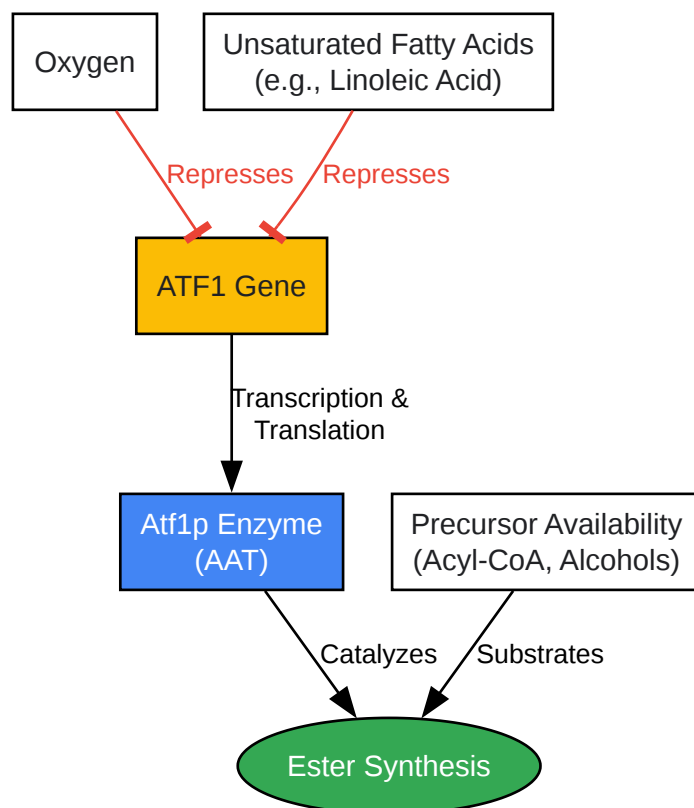 Oxygen
Unsaturated Fatty Acids
(e.g., Linoleic Acid)
Represses
Represses
ATF1 Gene
Transcription &
Translation
Atf1p Enzyme
(AAT)
Precursor Availability
(Acyl-CoA, Alcohols)
Catalyzes
Substrates
Ester Synthesis